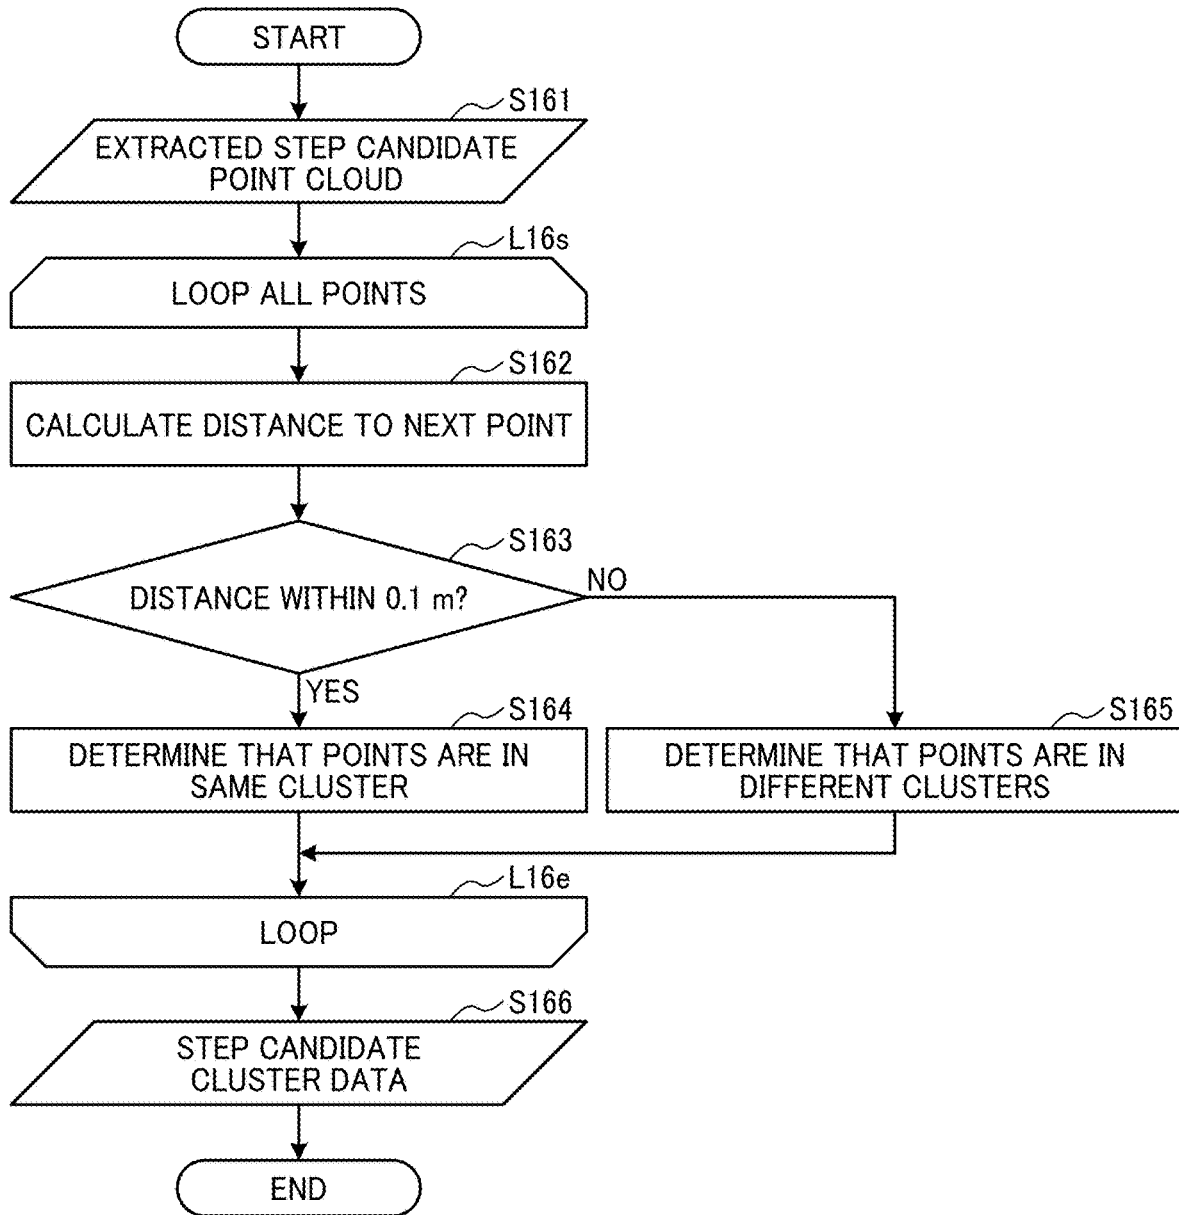 START
S161
EXTRACTED STEP CANDIDATE
POINT CLOUD
L16s
LOOP ALL POINTS
S162
CALCULATE DISTANCE TO NEXT POINT
S163
DISTANCE WITHIN 0.1 m?
NO
YES
S164
DETERMINE THAT POINTS ARE IN
SAME CLUSTER
S165
DETERMINE THAT POINTS ARE IN
DIFFERENT CLUSTERS
L16e
LOOP
S166
STEP CANDIDATE
CLUSTER DATA
END